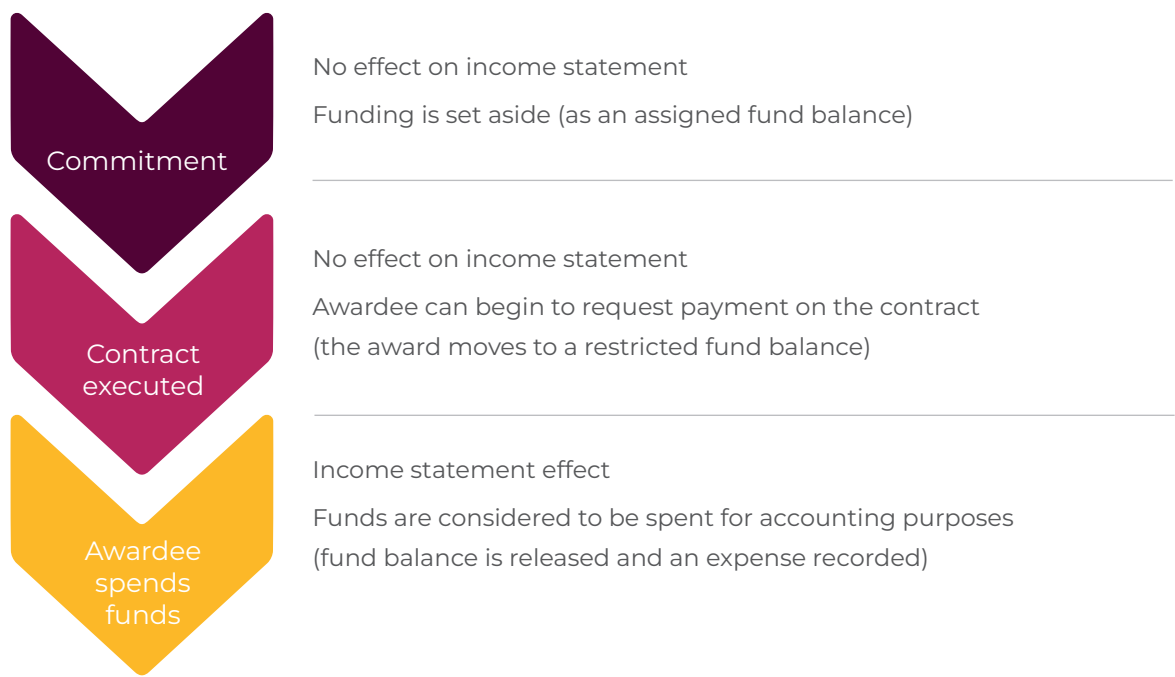 Commitment
No effect on income statement
Funding is set aside (as an assigned fund balance)
Contract
executed
No effect on income statement
Awardee can begin to request payment on the contract
(the award moves to a restricted fund balance)
Awardee
spends
funds
Income statement effect
Funds are considered to be spent for accounting purposes
(fund balance is released and an expense recorded)